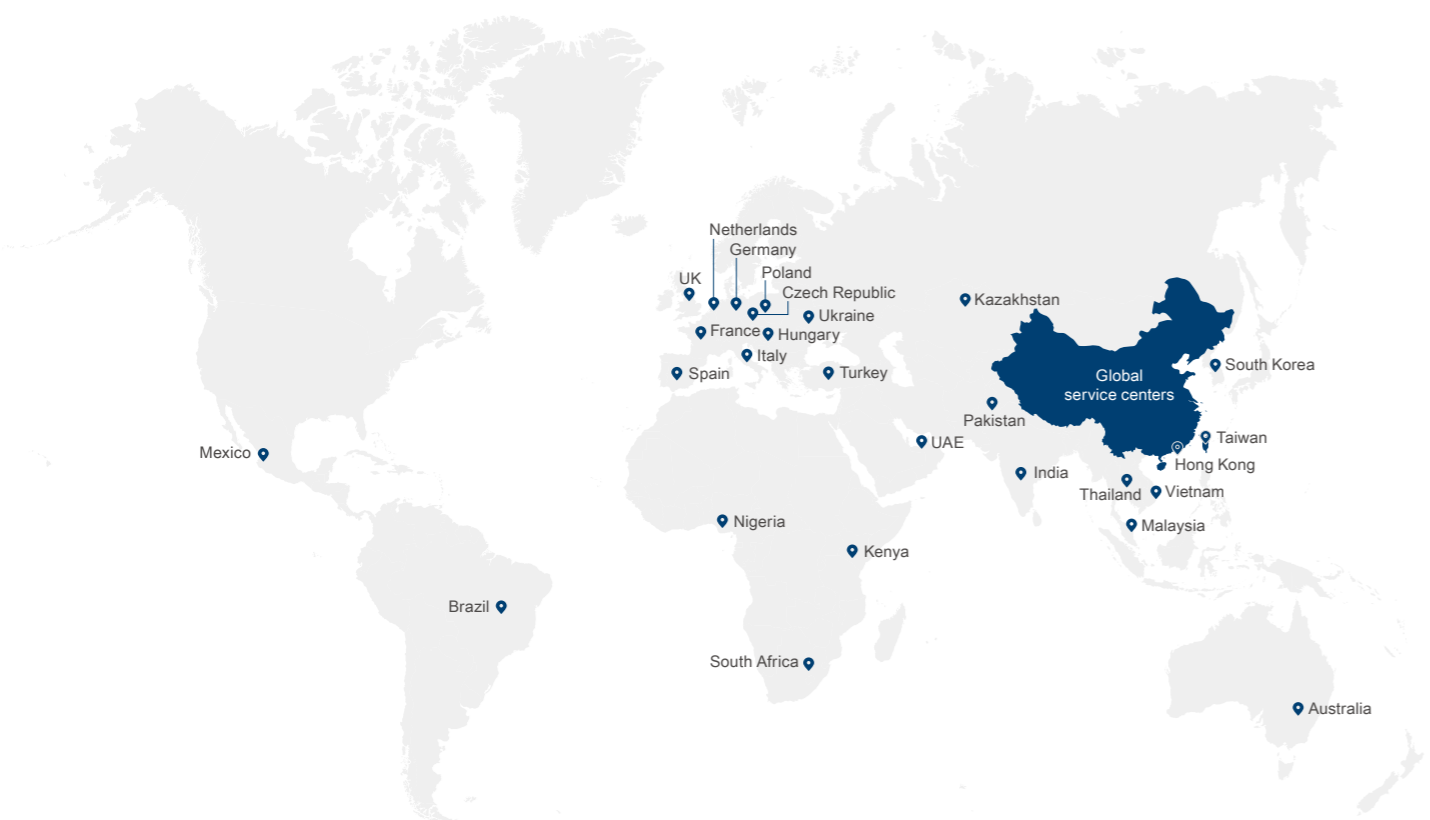 Netherlands
Germany
UK
Poland
Czech Republic
Kazakhstan
Ukraine
France
Hungary
Italy
South Korea
Spain
Turkey
Global
service centers
Pakistan
Mexico
UAE
Taiwan
Hong Kong
India
Thailand
Vietnam
Nigeria
Malaysia
Kenya
Brazil
South Africa
Australia